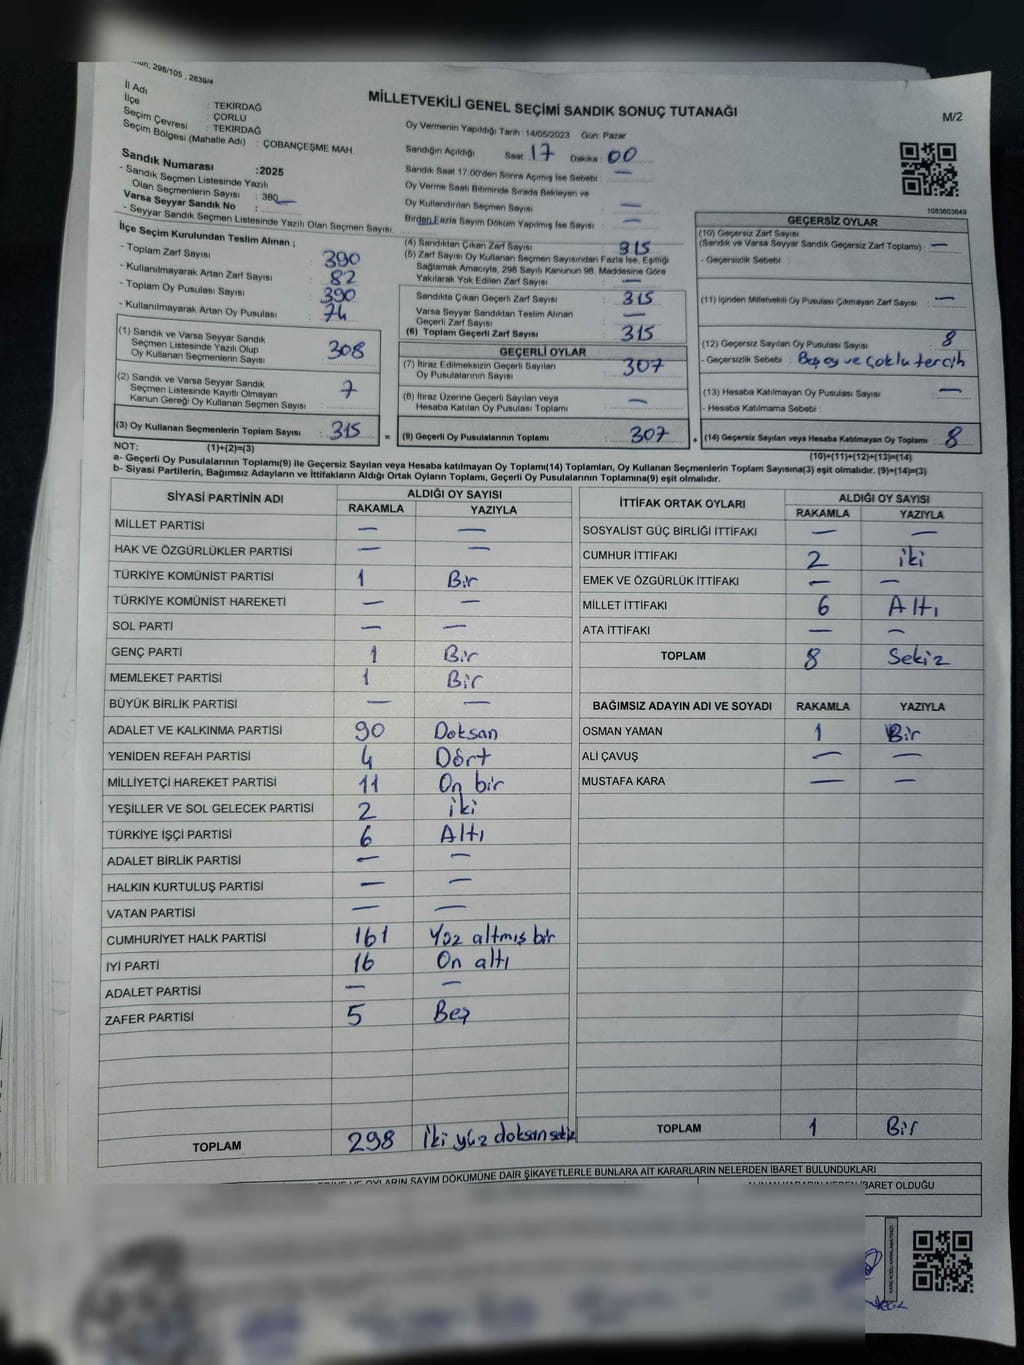 298/105 , 2839/4
MİLLETVEKİLİ GENEL SEÇİMİ SANDIK SONUÇ TUTANAĞI
M/2
İl Adı : TEKİRDAĞ
İlçe : ÇORLU
Seçim Çevresi : TEKİRDAĞ
Seçim Bölgesi (Mahalle Adı) : ÇOBANÇEŞME MAH.
Sandık Numarası : 2025
- Sandık Seçmen Listesinde Yazılı
Olan Seçmenlerin Sayısı : 380
Varsa Seyyar Sandık No :
- Seyyar Sandık Seçmen Listesinde Yazılı Olan Seçmen Sayısı
İlçe Seçim Kurulundan Teslim Alınan ;
- Toplam Zarf Sayısı : 390
- Kullanılmayarak Artan Zarf Sayısı : 82
- Toplam Oy Pusulası Sayısı : 390
- Kullanılmayarak Artan Oy Pusulası : 74
(1) Sandık ve Varsa Seyyar Sandık
Seçmen Listesinde Yazılı Olup
Oy Kullanan Seçmenlerin Sayısı : 308
(2) Sandık ve Varsa Seyyar Sandık
Seçmen Listesinde Kayıtlı Olmayan
Kanun Gereği Oy Kullanan Seçmen Sayısı : 7
(3) Oy Kullanan Seçmenlerin Toplam Sayısı : 315
Oy Vermenin Yapıldığı Tarih : 14/05/2023 Gün: Pazar
Sandığın Açıldığı Saat 17 Dakika 00
Sandık Saat 17:00'den Sonra Açılmış İse Sebebi : —
Oy Verme Saati Bitiminde Sırada Bekleyen ve
Oy Kullandırılan Seçmen Sayısı : —
Birden Fazla Sayım Döküm Yapılmış İse Sayısı : —
(4) Sandıktan Çıkan Zarf Sayısı : 315
(5) Zarf Sayısı Oy Kullanan Seçmen Sayısından Fazla İse, Eşitliği
Sağlamak Amacıyla, 298 Sayılı Kanunun 98. Maddesine Göre
Yakılarak Yok Edilen Zarf Sayısı : —
Sandıkta Çıkan Geçerli Zarf Sayısı : 315
Varsa Seyyar Sandıktan Teslim Alınan
Geçerli Zarf Sayısı : —
(6) Toplam Geçerli Zarf Sayısı : 315
GEÇERLİ OYLAR
(7) İtiraz Edilmeksizin Geçerli Sayılan
Oy Pusulalarının Sayısı : 307
(8) İtiraz Üzerine Geçerli Sayılan veya
Hesaba Katılan Oy Pusulası Toplamı : —
= (9) Geçerli Oy Pusulalarının Toplamı : 307 +
1083603649
GEÇERSİZ OYLAR
(10) Geçersiz Zarf Sayısı
(Sandık ve Varsa Seyyar Sandık Geçersiz Zarf Toplamı) : —
- Geçersizlik Sebebi :
(11) İçinden Milletvekili Oy Pusulası Çıkmayan Zarf Sayısı : —
(12) Geçersiz Sayılan Oy Pusulası Sayısı : 8
- Geçersizlik Sebebi : Boş oy ve çoklu tercih
(13) Hesaba Katılmayan Oy Pusulası Sayısı : —
- Hesaba Katılmama Sebebi :
(14) Geçersiz Sayılan veya Hesaba Katılmayan Oy Toplamı : 8
NOT: (1)+(2)=(3)
(10)+(11)+(12)+(13)=(14)
a- Geçerli Oy Pusulalarının Toplamı(9) ile Geçersiz Sayılan veya Hesaba katılmayan Oy Toplamı(14) Toplamları, Oy Kullanan Seçmenlerin Toplam Sayısına(3) eşit olmalıdır. (9)+(14)=(3)
b- Siyasi Partilerin, Bağımsız Adayların ve İttifakların Aldığı Ortak Oyların Toplamı, Geçerli Oy Pusulalarının Toplamına(9) eşit olmalıdır.
SİYASİ PARTİNİN ADI ALDIĞI OY SAYISI
RAKAMLA YAZIYLA
MİLLET PARTİSİ — —
HAK VE ÖZGÜRLÜKLER PARTİSİ — —
TÜRKİYE KOMÜNİST PARTİSİ 1 Bir
TÜRKİYE KOMÜNİST HAREKETİ — —
SOL PARTİ — —
GENÇ PARTİ 1 Bir
MEMLEKET PARTİSİ 1 Bir
BÜYÜK BİRLİK PARTİSİ — —
ADALET VE KALKINMA PARTİSİ 90 Doksan
YENİDEN REFAH PARTİSİ 4 Dört
MİLLİYETÇİ HAREKET PARTİSİ 11 On bir
YEŞİLLER VE SOL GELECEK PARTİSİ 2 iki
TÜRKİYE İŞÇİ PARTİSİ 6 Altı
ADALET BİRLİK PARTİSİ — —
HALKIN KURTULUŞ PARTİSİ — —
VATAN PARTİSİ — —
CUMHURİYET HALK PARTİSİ 161 Yüz altmış bir
İYİ PARTİ 16 On altı
ADALET PARTİSİ — —
ZAFER PARTİSİ 5 Beş
TOPLAM 298 İki yüz doksan sekiz
İTTİFAK ORTAK OYLARI ALDIĞI OY SAYISI
RAKAMLA YAZIYLA
SOSYALİST GÜÇ BİRLİĞİ İTTİFAKI — —
CUMHUR İTTİFAKI 2 iki
EMEK VE ÖZGÜRLÜK İTTİFAKI — —
MİLLET İTTİFAKI 6 Altı
ATA İTTİFAKI — —
TOPLAM 8 Sekiz
BAĞIMSIZ ADAYIN ADI VE SOYADI RAKAMLA YAZIYLA
OSMAN YAMAN 1 Bir
ALİ ÇAVUŞ — —
MUSTAFA KARA — —
TOPLAM 1 Bir
OYLARIN SAYIM DÖKÜMÜNE DAİR ŞİKAYETLERLE BUNLARA AİT KARARLARIN NELERDEN İBARET BULUNDUKLARI
İBARET OLDUĞU